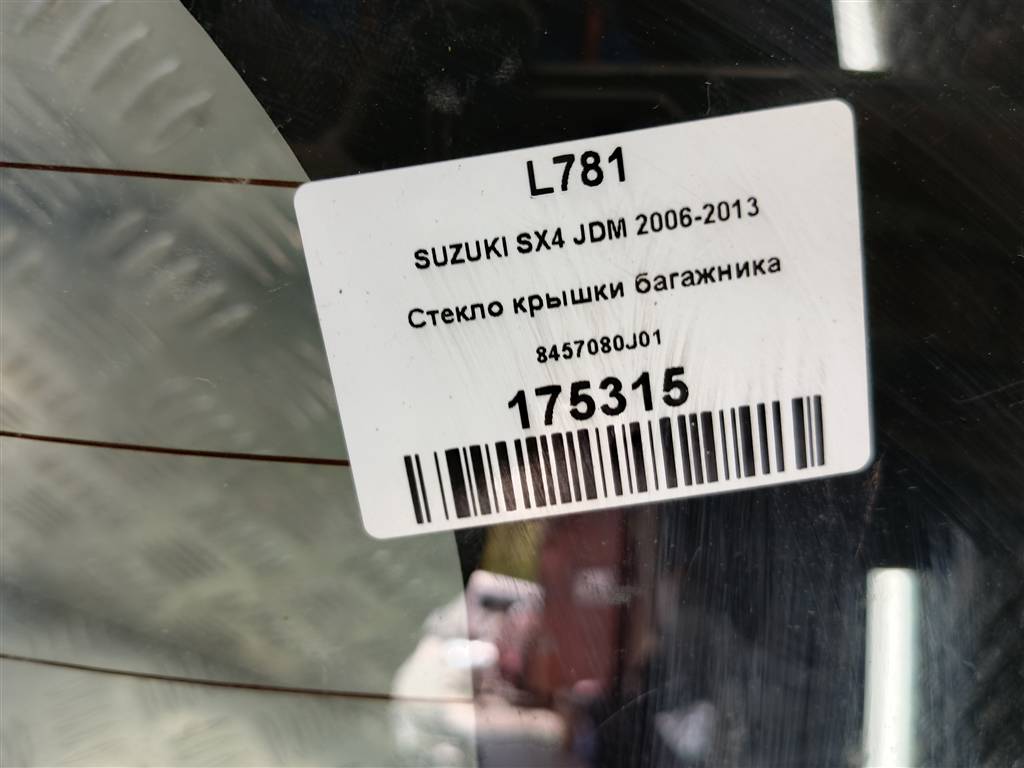 L781
SUZUKI SX4 JDM 2006-2013
Стекло крышки багажника
8457080J01
175315